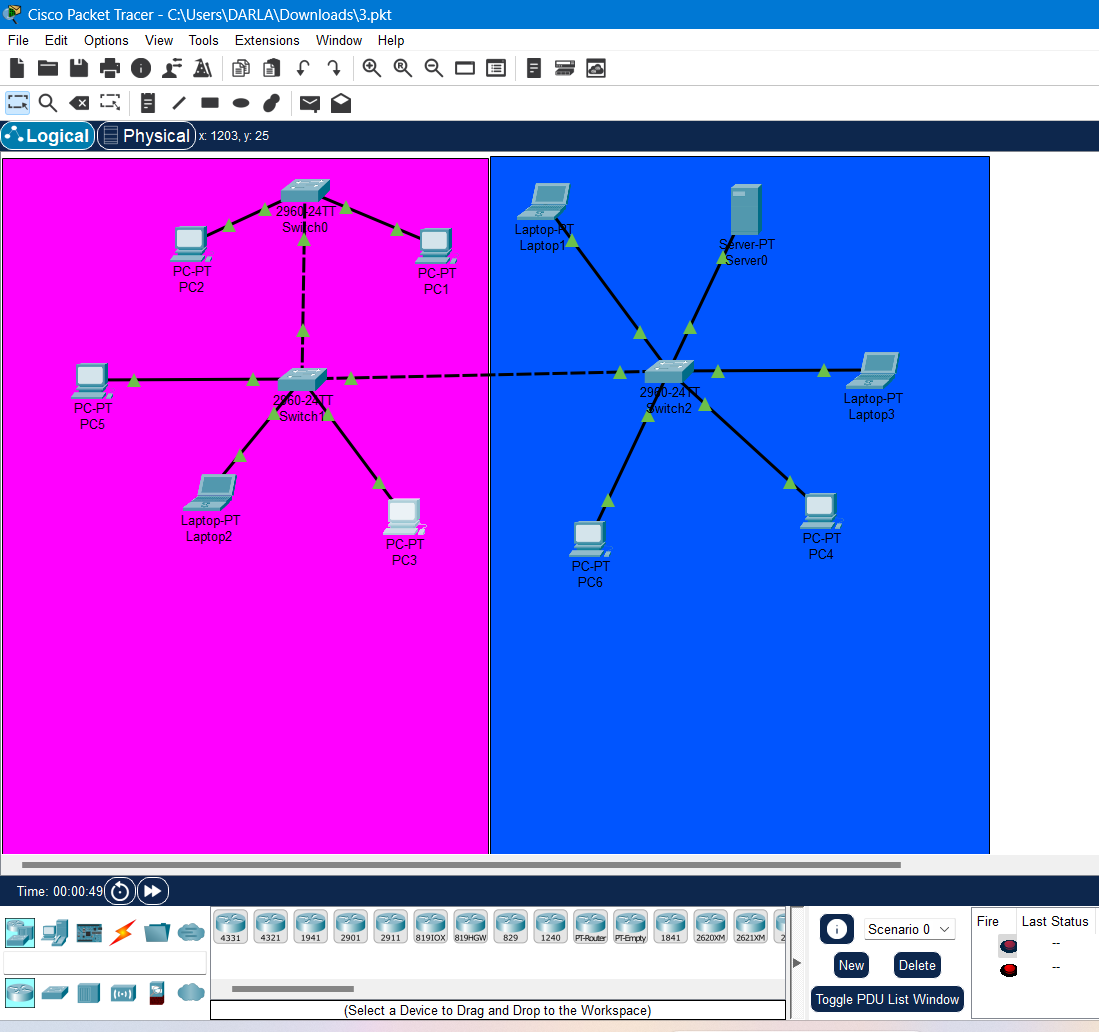 Cisco Packet Tracer - C:\Users\DARLA\Downloads\3.pkt
File Edit Options View Tools Extensions Window Help
Logical Physical x: 1203, y: 25
2960-24TT
Switch0
PC-PT
PC2
PC-PT
PC1
Laptop-PT
Laptop1
Server-PT
Server0
PC-PT
PC5
2960-24TT
Switch1
2960-24TT
Switch2
Laptop-PT
Laptop3
Laptop-PT
Laptop2
PC-PT
PC3
PC-PT
PC6
PC-PT
PC4
Time: 00:00:49
4331 4321 1941 2901 2911 819IOX 819HGW 829 1240 PT-Router PT-Empty 1841 2620XM 2621XM
(Select a Device to Drag and Drop to the Workspace)
Scenario 0
New Delete
Toggle PDU List Window
Fire Last Status
--
--